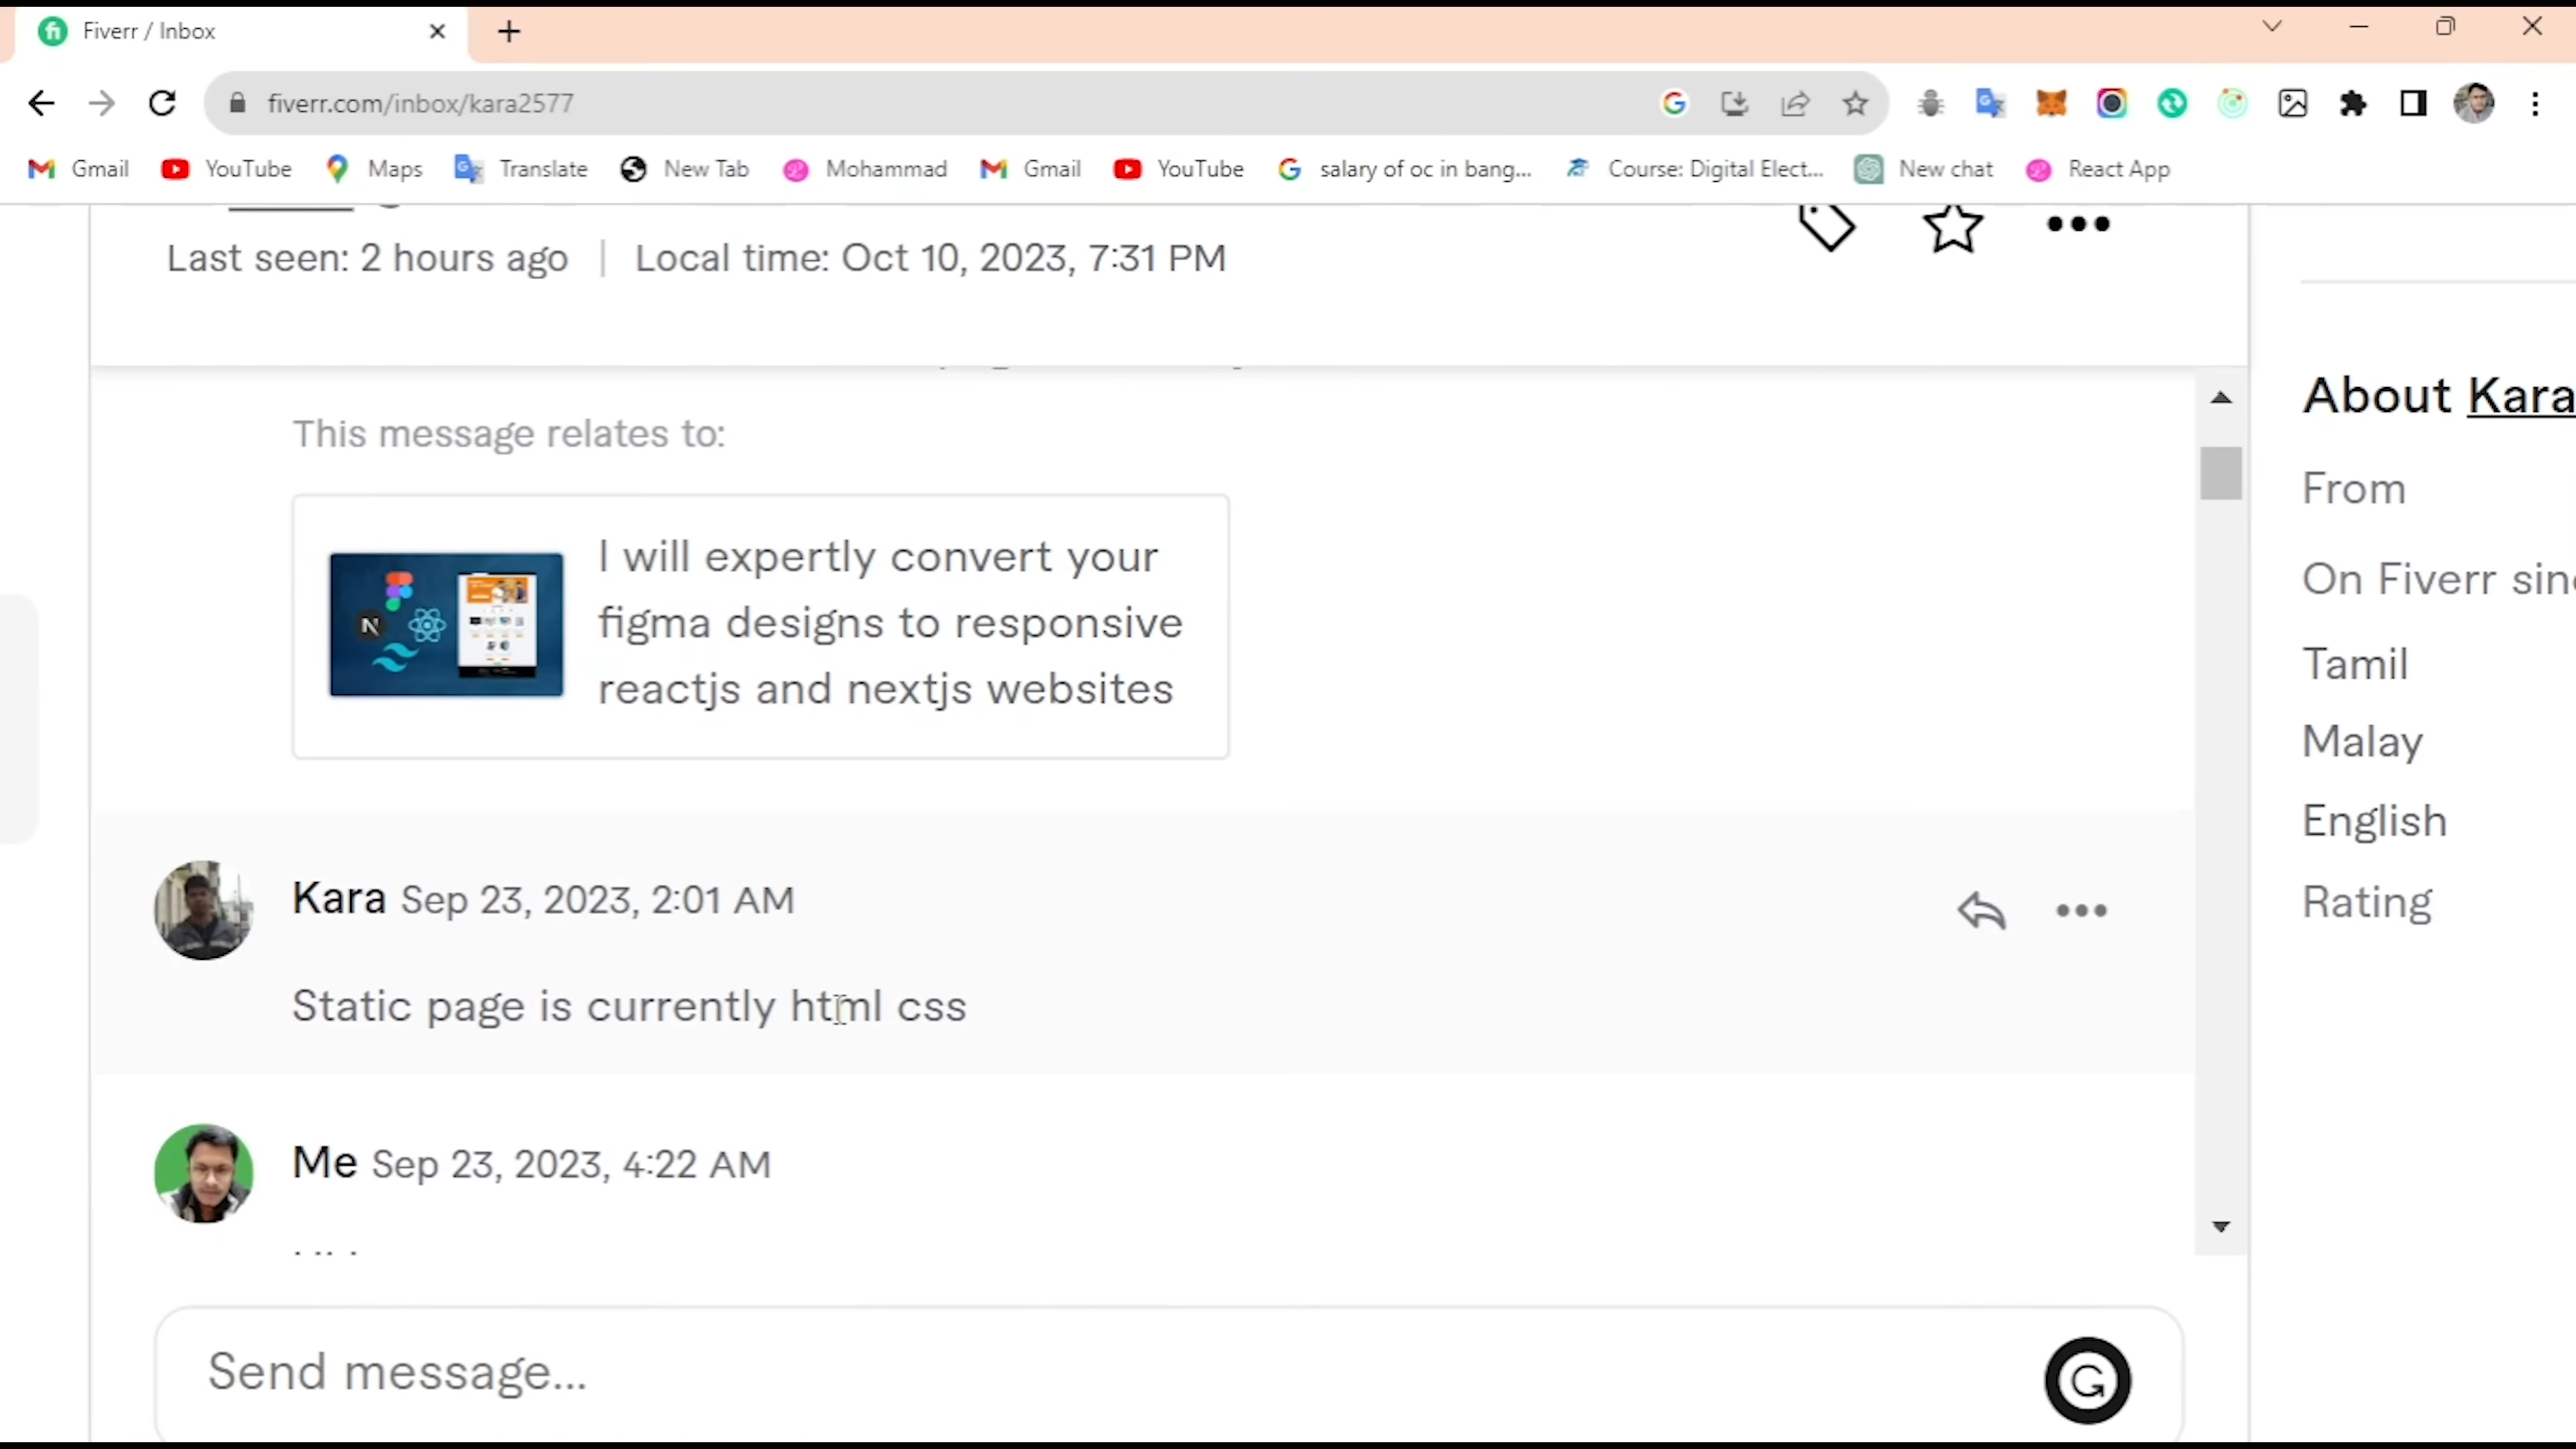 Fiverr / Inbox
fiverr.com/inbox/kara2577
Gmail YouTube Maps Translate New Tab Mohammad Gmail YouTube salary of oc in bang... Course: Digital Elect... New chat React App
Last seen: 2 hours ago | Local time: Oct 10, 2023, 7:31 PM
This message relates to:
I will expertly convert your
figma designs to responsive
reactjs and nextjs websites
Kara Sep 23, 2023, 2:01 AM
Static page is currently html css
Me Sep 23, 2023, 4:22 AM
Send message...
About Kara
From
On Fiverr sinc
Tamil
Malay
English
Rating